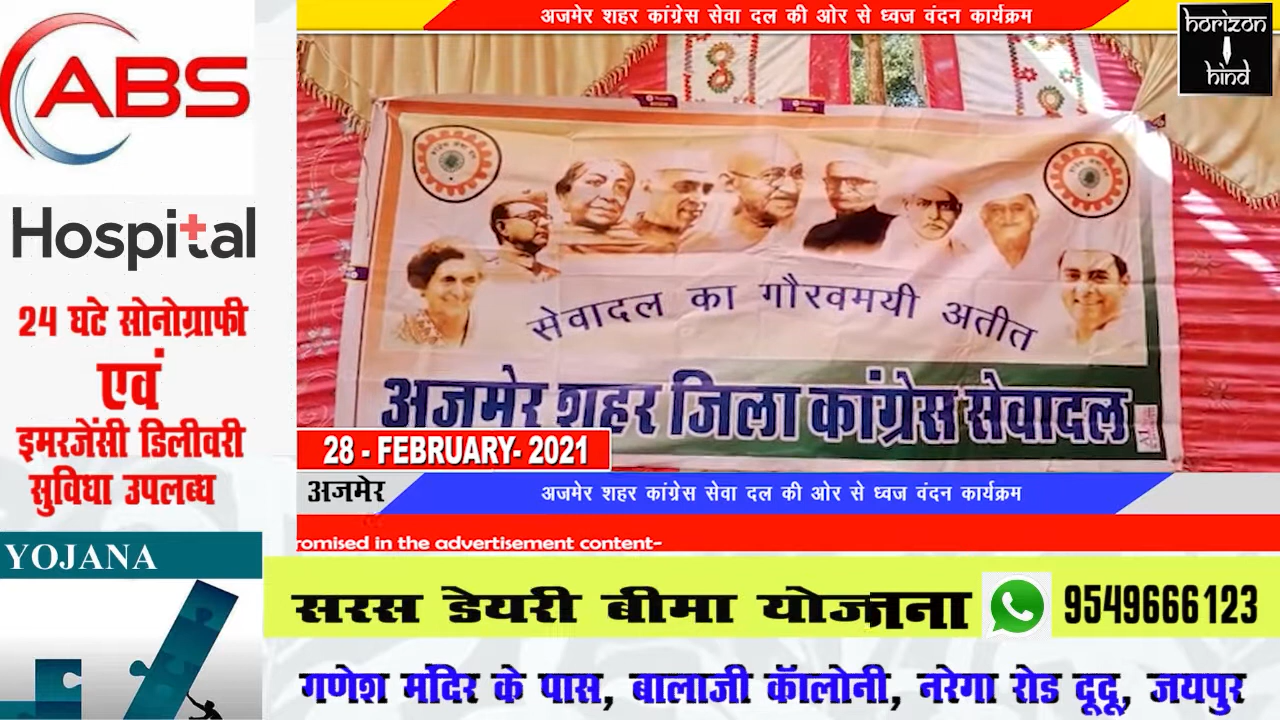 अजमेर शहर कांग्रेस सेवा दल की ओर से ध्वज वंदन कार्यक्रम
horizon
hind
ABS
Hospital
24 घटे सोनोग्राफी
एवं
इमरजेंसी डिलीवरी
सुविधा उपलब्ध
YOJANA
सेवादल का गौरवमयी अतीत
अजमेर शहर जिला कांग्रेस सेवादल
28 - FEBRUARY- 2021
अजमेर
अजमेर शहर कांग्रेस सेवा दल की ओर से ध्वज वंदन कार्यक्रम
romised in the advertisement content-
सरस डेयरी बीमा योजना
9549666123
गणेश मंदिर के पास, बालाजी कॅालोनी, नरेगा रोड दूदू, जयपुर